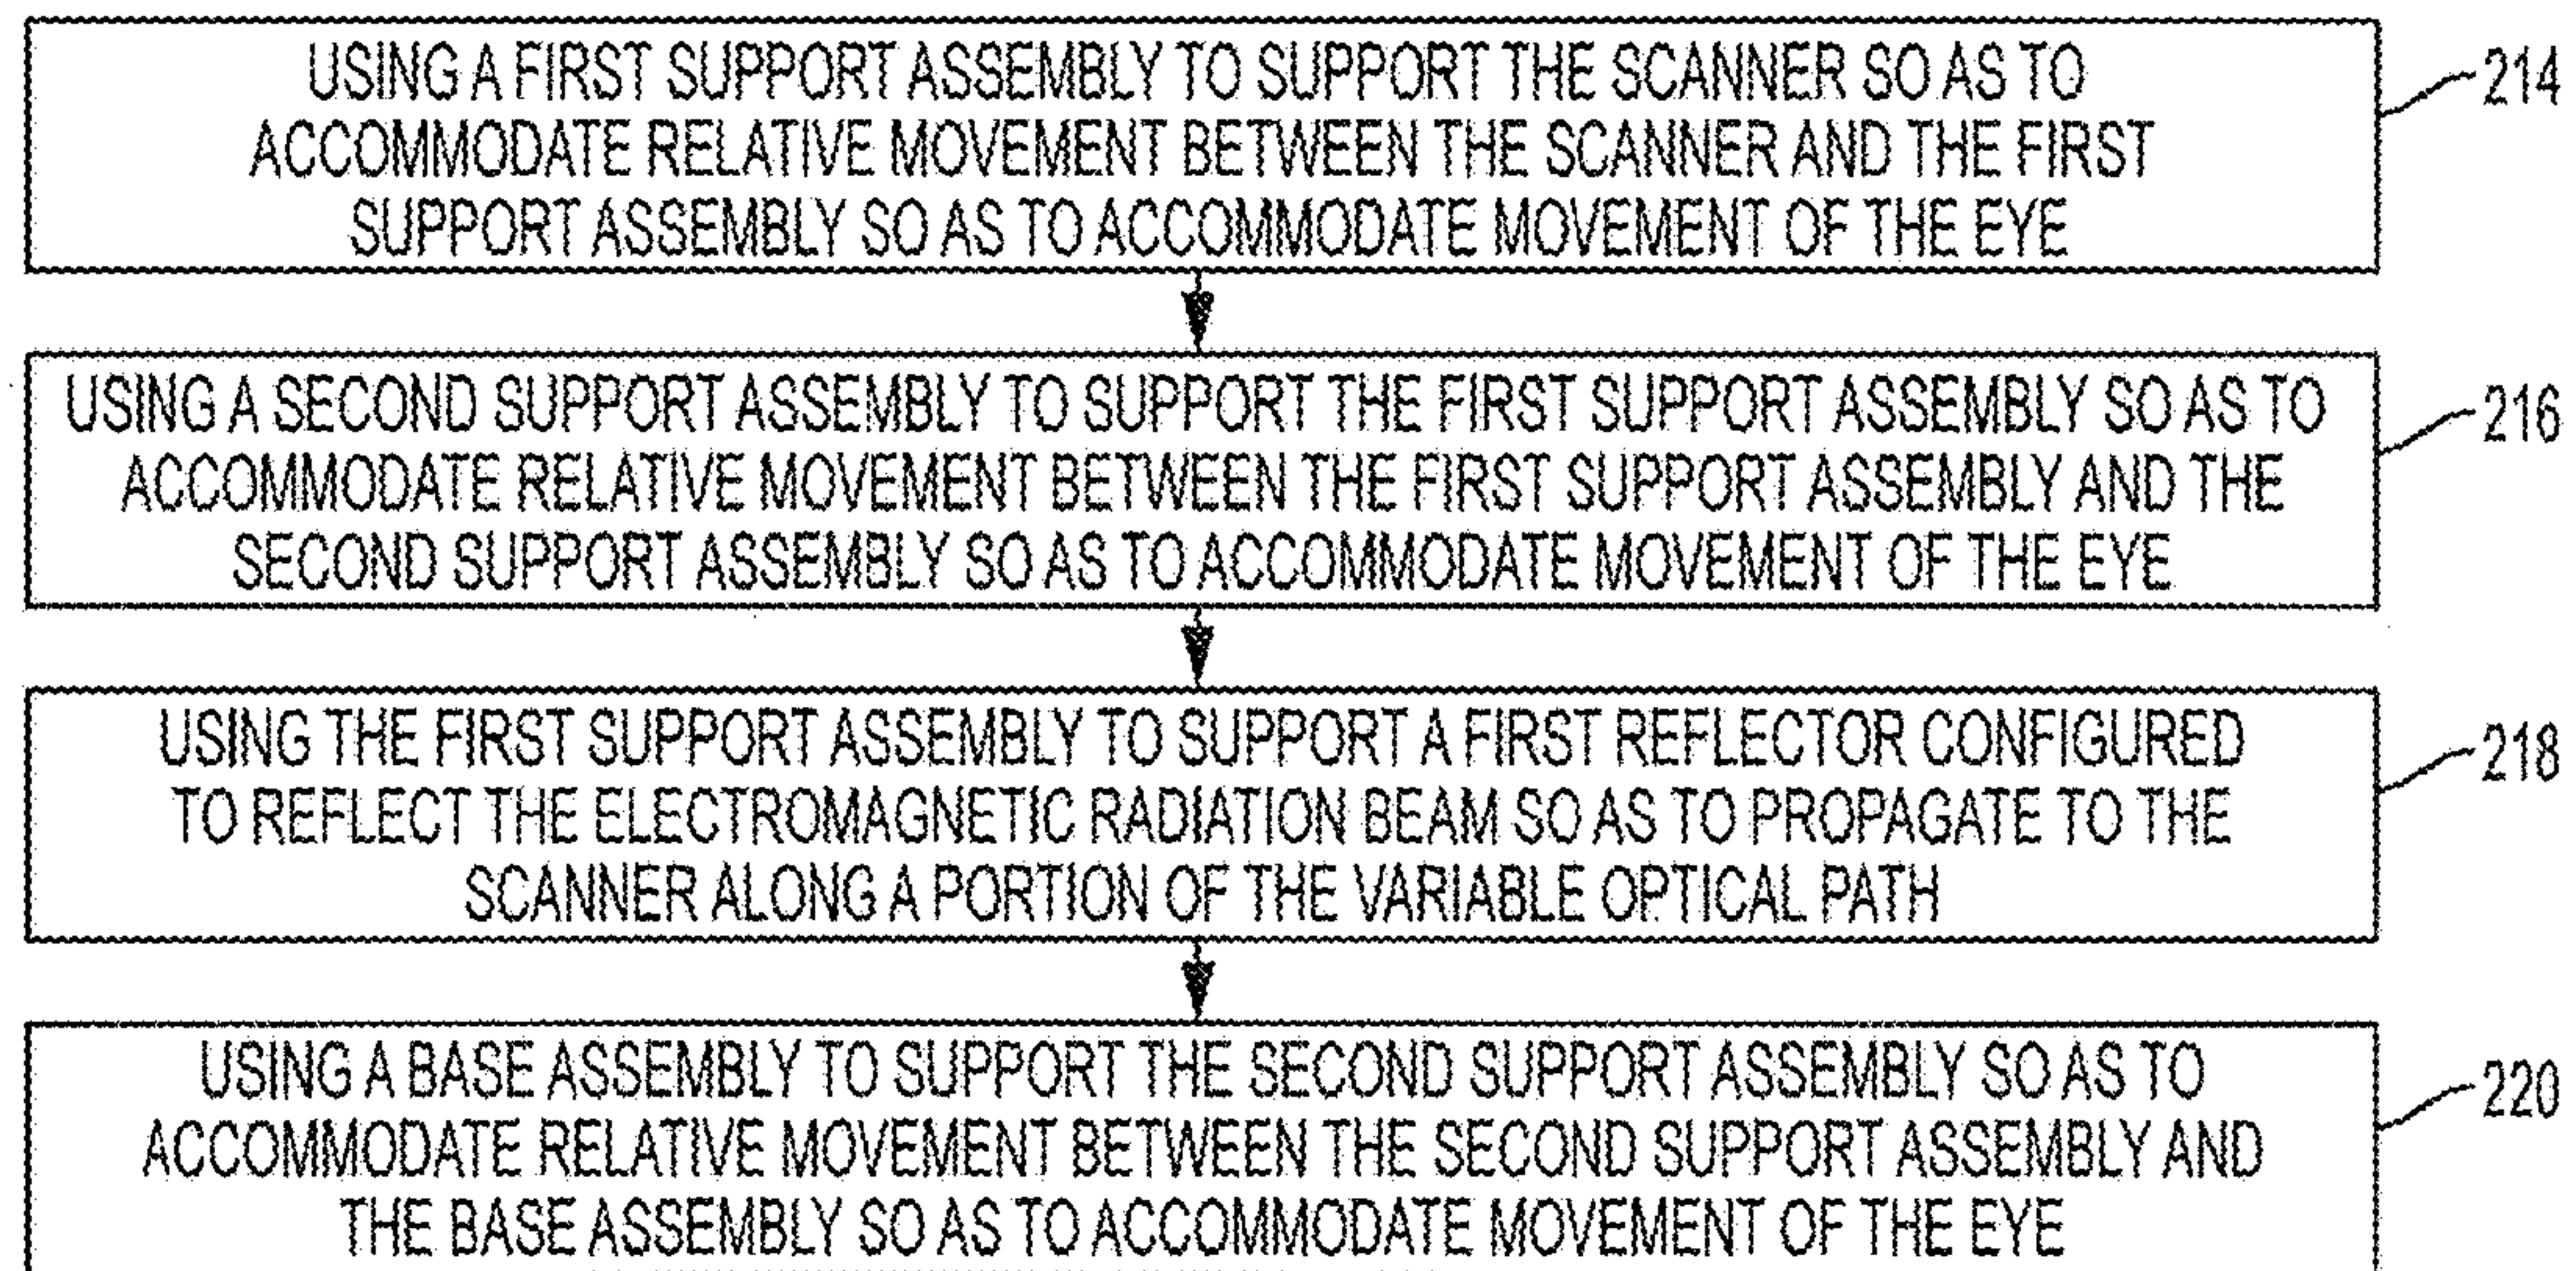 USING A FIRST SUPPORT ASSEMBLY TO SUPPORT THE SCANNER SO AS TO
ACCOMMODATE RELATIVE MOVEMENT BETWEEN THE SCANNER AND THE FIRST
SUPPORT ASSEMBLY SO AS TO ACCOMMODATE MOVEMENT OF THE EYE
214
USING A SECOND SUPPORT ASSEMBLY TO SUPPORT THE FIRST SUPPORT ASSEMBLY SO AS TO
ACCOMMODATE RELATIVE MOVEMENT BETWEEN THE FIRST SUPPORT ASSEMBLY AND THE
SECOND SUPPORT ASSEMBLY SO AS TO ACCOMMODATE MOVEMENT OF THE EYE
216
USING THE FIRST SUPPORT ASSEMBLY TO SUPPORT A FIRST REFLECTOR CONFIGURED
TO REFLECT THE ELECTROMAGNETIC RADIATION BEAM SO AS TO PROPAGATE TO THE
SCANNER ALONG A PORTION OF THE VARIABLE OPTICAL PATH
218
USING A BASE ASSEMBLY TO SUPPORT THE SECOND SUPPORT ASSEMBLY SO AS TO
ACCOMMODATE RELATIVE MOVEMENT BETWEEN THE SECOND SUPPORT ASSEMBLY AND
THE BASE ASSEMBLY SO AS TO ACCOMMODATE MOVEMENT OF THE EYE
220